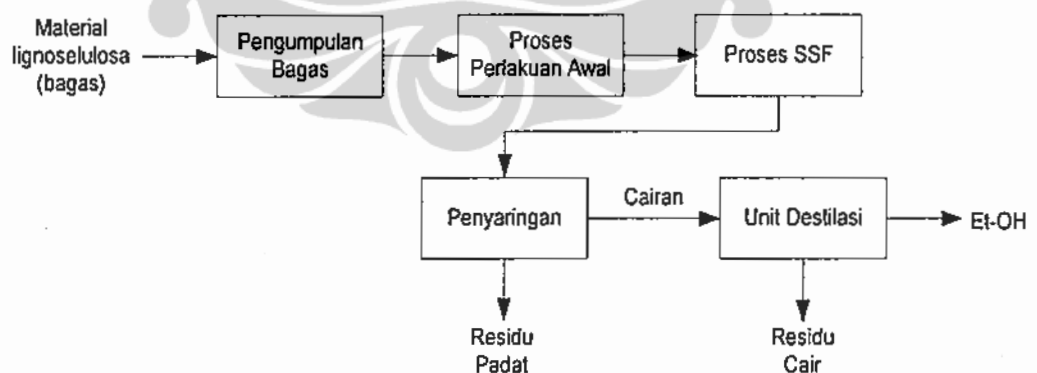 Material
lignoselulosa
(bagas)
Pengumpulan
Bagas
Proses
Perlakuan Awal
Proses SSF
Penyaringan
Cairan
Unit Destilasi
Et-OH
Residu
Padat
Residu
Cair